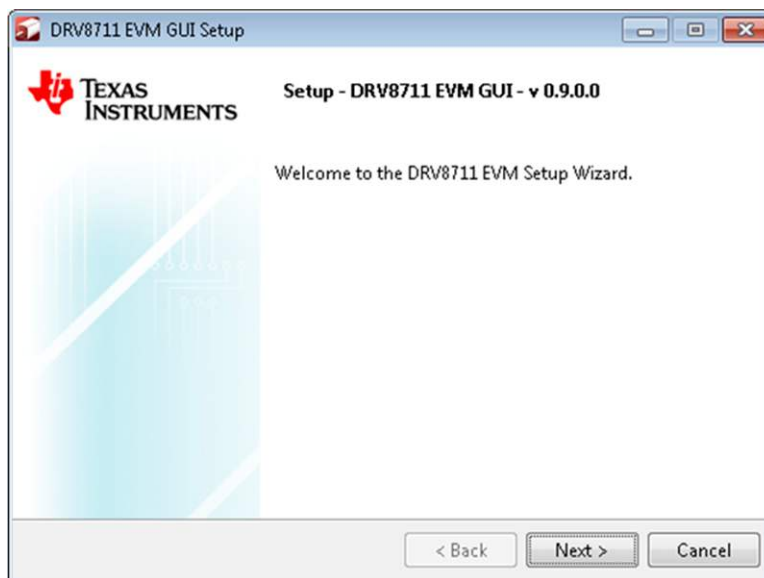 DRV8711 EVM GUI Setup
TEXAS
INSTRUMENTS
Setup - DRV8711 EVM GUI - v 0.9.0.0
Welcome to the DRV8711 EVM Setup Wizard.
< Back
Next >
Cancel